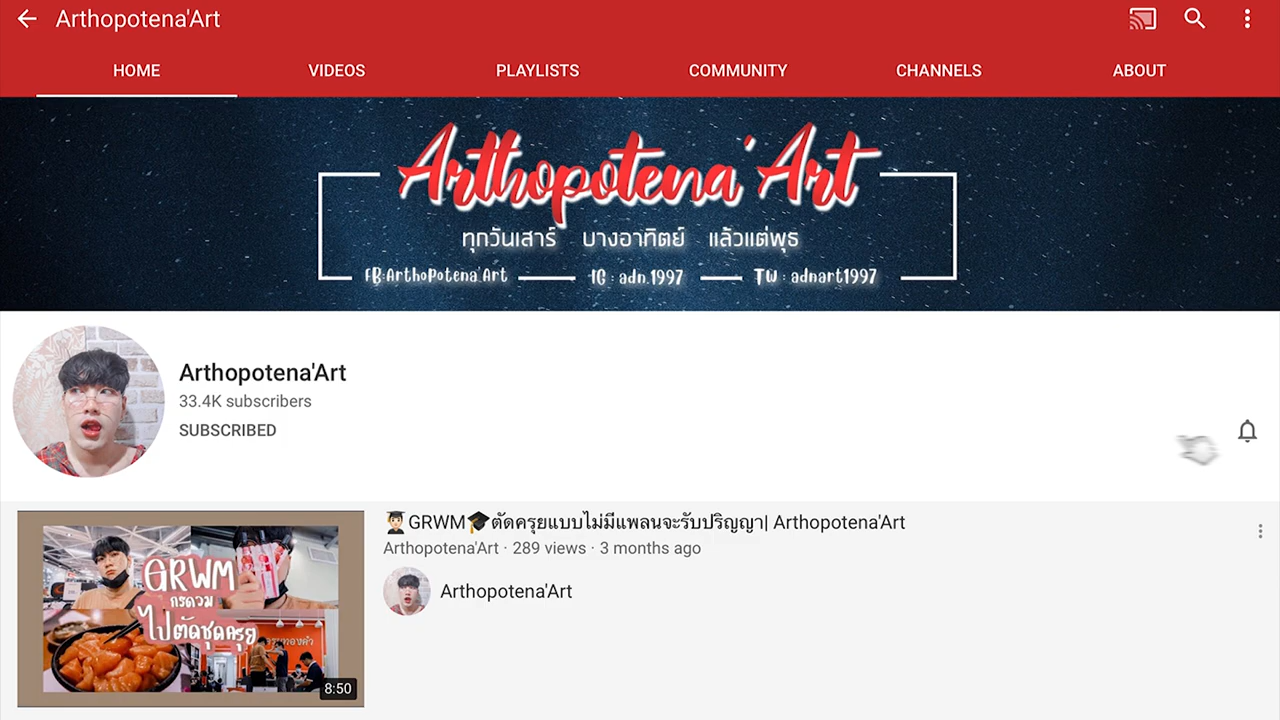 Arthopotena'Art
HOME VIDEOS PLAYLISTS COMMUNITY CHANNELS ABOUT
Arthopotena'Art
ทุกวันเสาร์ บางอาทิตย์ แล้วแต่พุธ
FB:ArthoPotena'Art IG : adn.1997 TW : adnart1997
Arthopotena'Art
33.4K subscribers
SUBSCRIBED
👨🏻‍🎓GRWM🎓ตัดครุยแบบไม่มีแพลนจะรับปริญญา| Arthopotena'Art
Arthopotena'Art · 289 views · 3 months ago
Arthopotena'Art
GRWM
กรดวม
ไปตัดชุดครุย
8:50